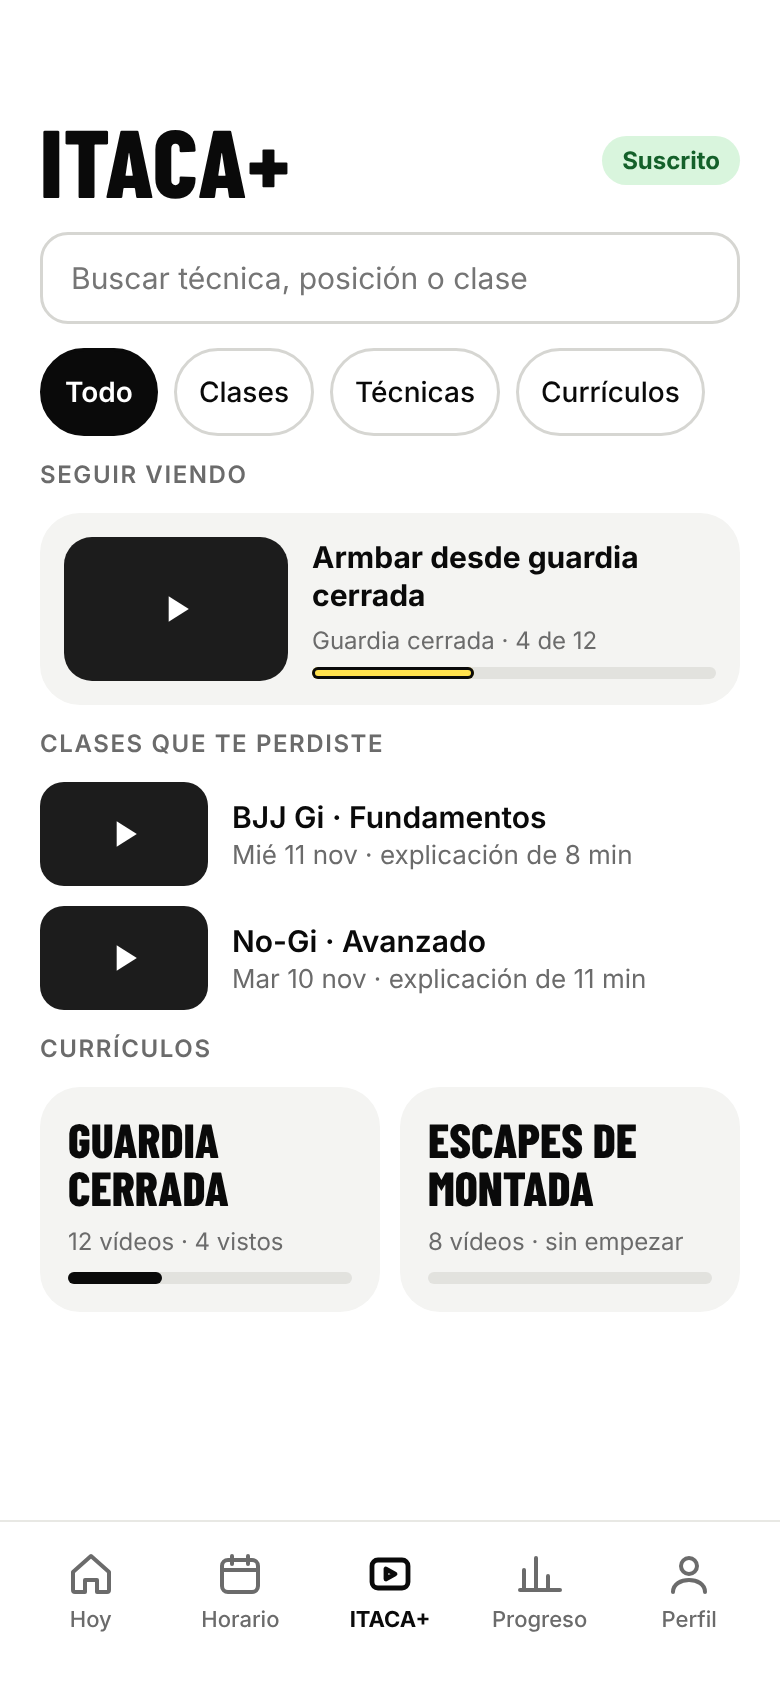 ITACA+
Suscrito
Buscar técnica, posición o clase
Todo
Clases
Técnicas
Currículos
SEGUIR VIENDO
Armbar desde guardia
cerrada
Guardia cerrada · 4 de 12
CLASES QUE TE PERDISTE
BJJ Gi · Fundamentos
Mié 11 nov · explicación de 8 min
No-Gi · Avanzado
Mar 10 nov · explicación de 11 min
CURRÍCULOS
GUARDIA
CERRADA
12 vídeos · 4 vistos
ESCAPES DE
MONTADA
8 vídeos · sin empezar
Hoy
Horario
ITACA+
Progreso
Perfil